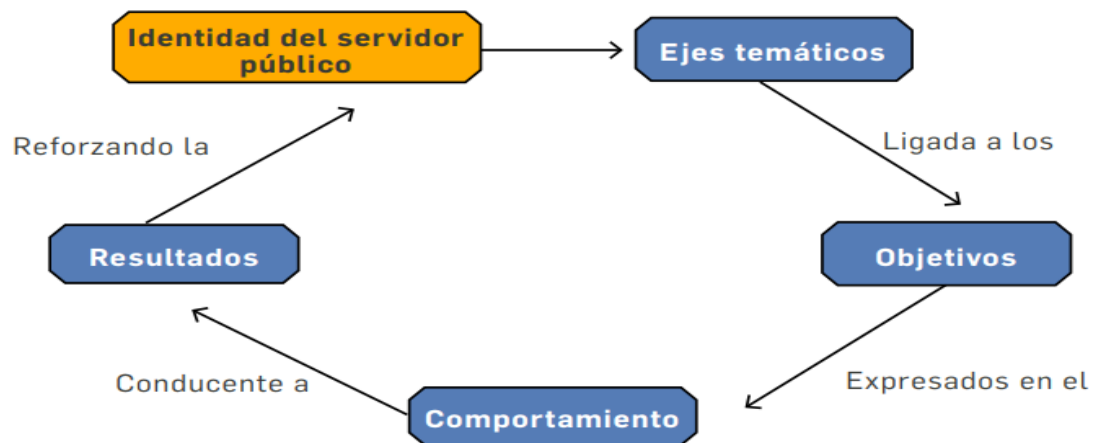 Identidad del servidor
público
Ejes temáticos
Reforzando la
Ligada a los
Resultados
Objetivos
Conducente a
Expresados en el
Comportamiento